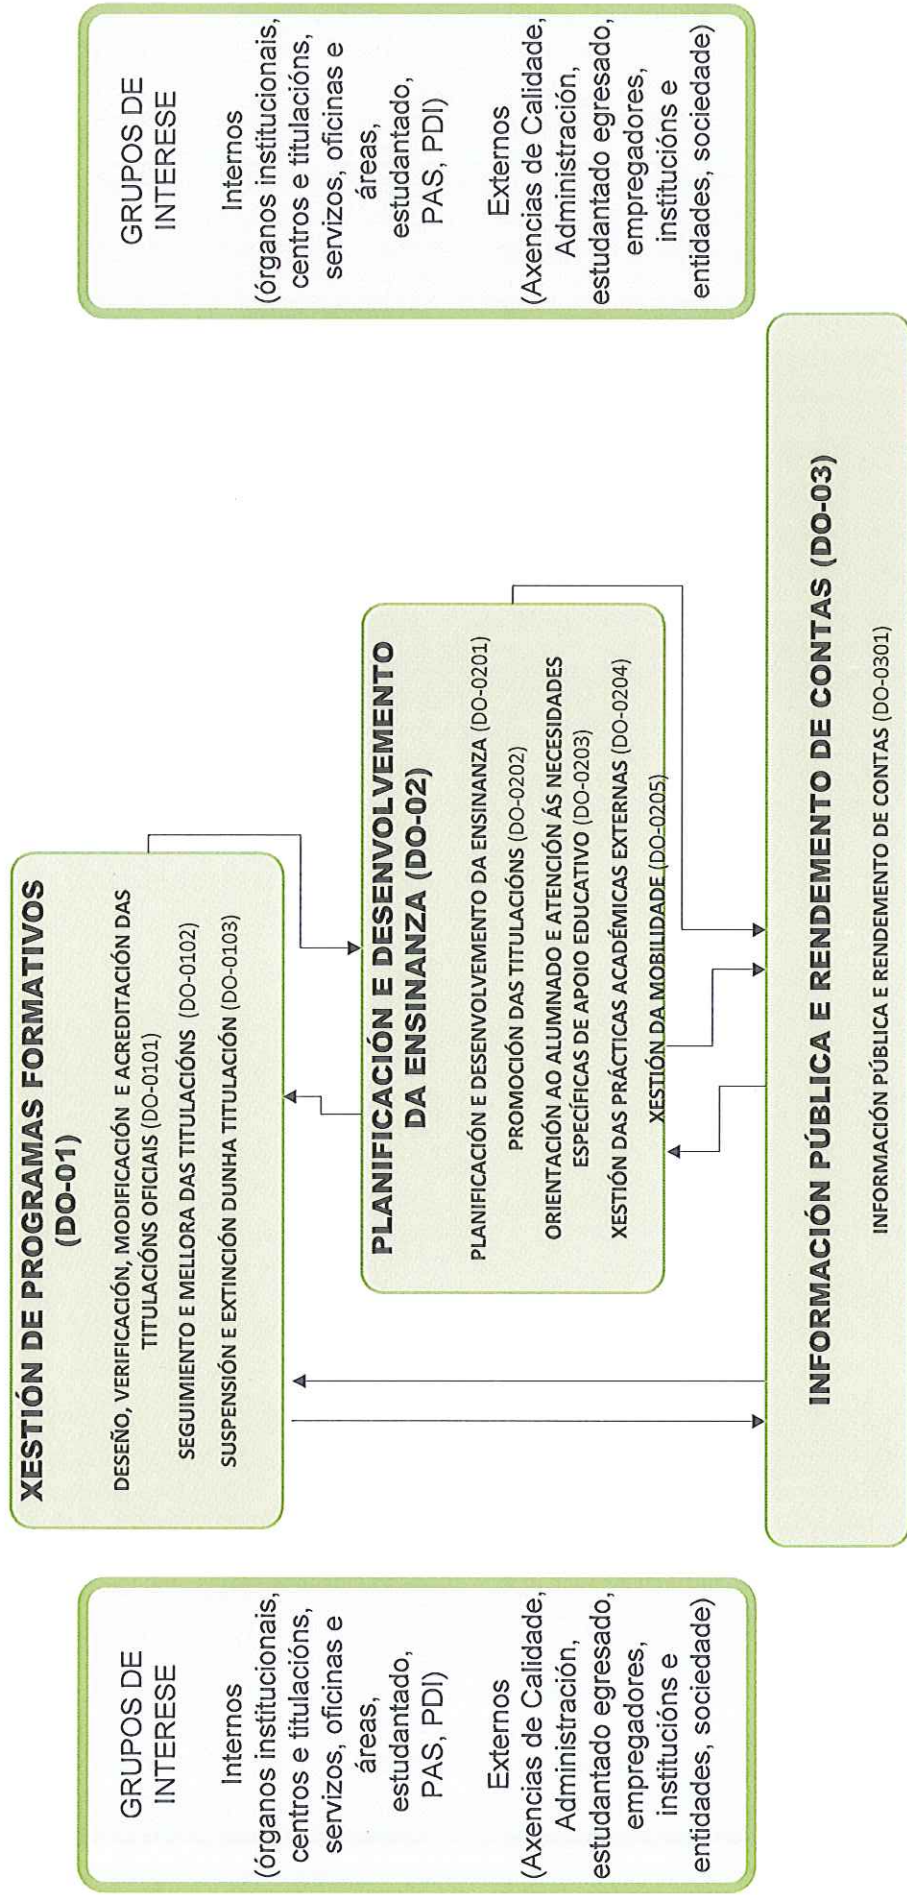 GRUPOS DE
INTERESE
Internos
(órganos institucionais,
centros e titulacións,
servizos, oficinas e
áreas,
estudantado,
PAS, PDI)
Externos
(Axencias de Calidade,
Administración,
estudantado egresado,
empregadores,
institucións e
entidades, sociedade)
XESTIÓN DE PROGRAMAS FORMATIVOS
(DO-01)
DESEÑO, VERIFICACIÓN, MODIFICACIÓN E ACREDITACIÓN DAS
TITULACIÓNS OFICIAIS (DO-0101)
SEGUIMIENTO E MELLORA DAS TITULACIÓNS (DO-0102)
SUSPENSIÓN E EXTINCIÓN DUNHA TITULACIÓN (DO-0103)
PLANIFICACIÓN E DESENVOLVEMENTO
DA ENSINANZA (DO-02)
PLANIFICACIÓN E DESENVOLVEMENTO DA ENSINANZA (DO-0201)
PROMOCIÓN DAS TITULACIÓNS (DO-0202)
ORIENTACIÓN AO ALUMNADO E ATENCIÓN ÁS NECESIDADES
ESPECÍFICAS DE APOIO EDUCATIVO (DO-0203)
XESTIÓN DAS PRÁCTICAS ACADÉMICAS EXTERNAS (DO-0204)
XESTIÓN DA MOBILIDADE (DO-0205)
INFORMACIÓN PÚBLICA E RENDEMENTO DE CONTAS (DO-03)
INFORMACIÓN PÚBLICA E RENDEMENTO DE CONTAS (DO-0301)
GRUPOS DE
INTERESE
Internos
(órganos institucionais,
centros e titulacións,
servizos, oficinas e
áreas,
estudantado,
PAS, PDI)
Externos
(Axencias de Calidade,
Administración,
estudantado egresado,
empregadores,
institucións e
entidades, sociedade)